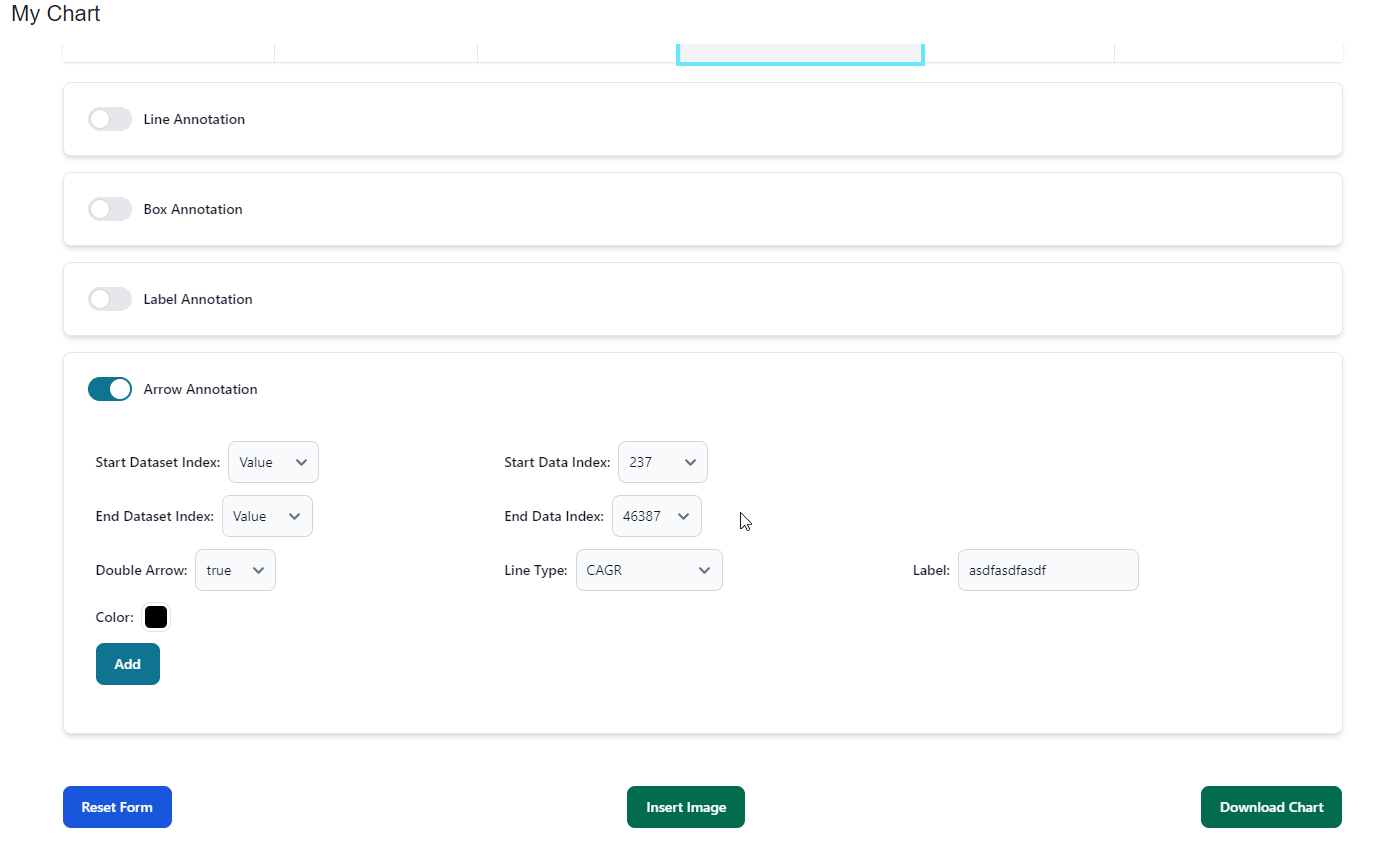 My Chart
Line Annotation
Box Annotation
Label Annotation
Arrow Annotation
Start Dataset Index: Value Start Data Index: 237
End Dataset Index: Value End Data Index: 46387
Double Arrow: true Line Type: CAGR Label: asdfasdfasdf
Color:
Add
Reset Form Insert Image Download Chart